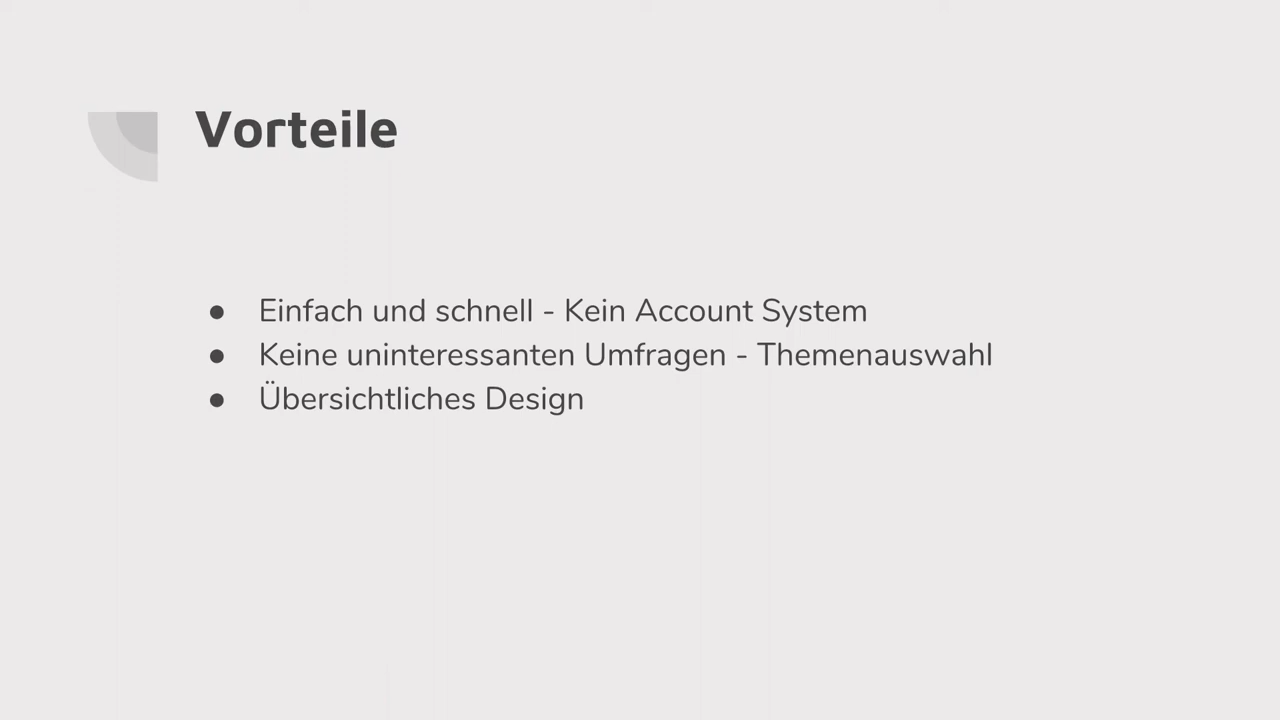 Vorteile
● Einfach und schnell - Kein Account System
● Keine uninteressanten Umfragen - Themenauswahl
● Übersichtliches Design